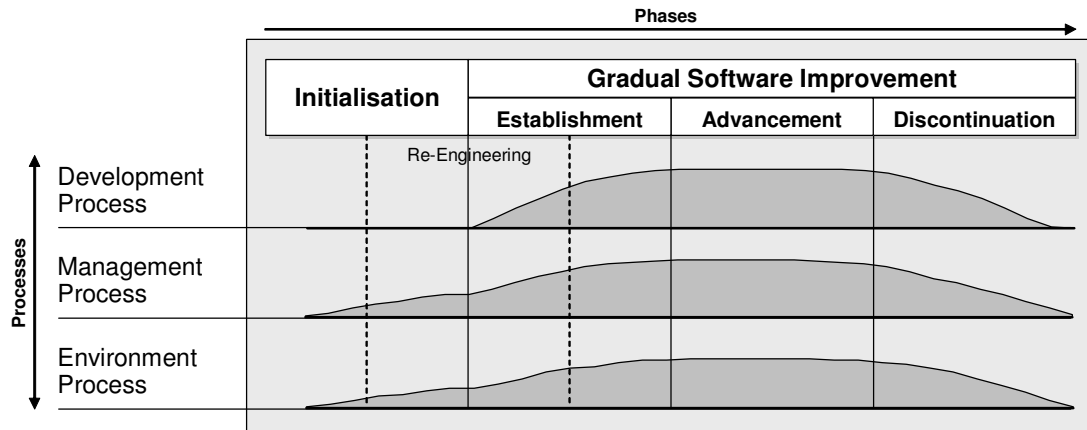 Phases
Initialisation
Gradual Software Improvement
Establishment
Advancement
Discontinuation
Re-Engineering
Processes
Development
Process
Management
Process
Environment
Process